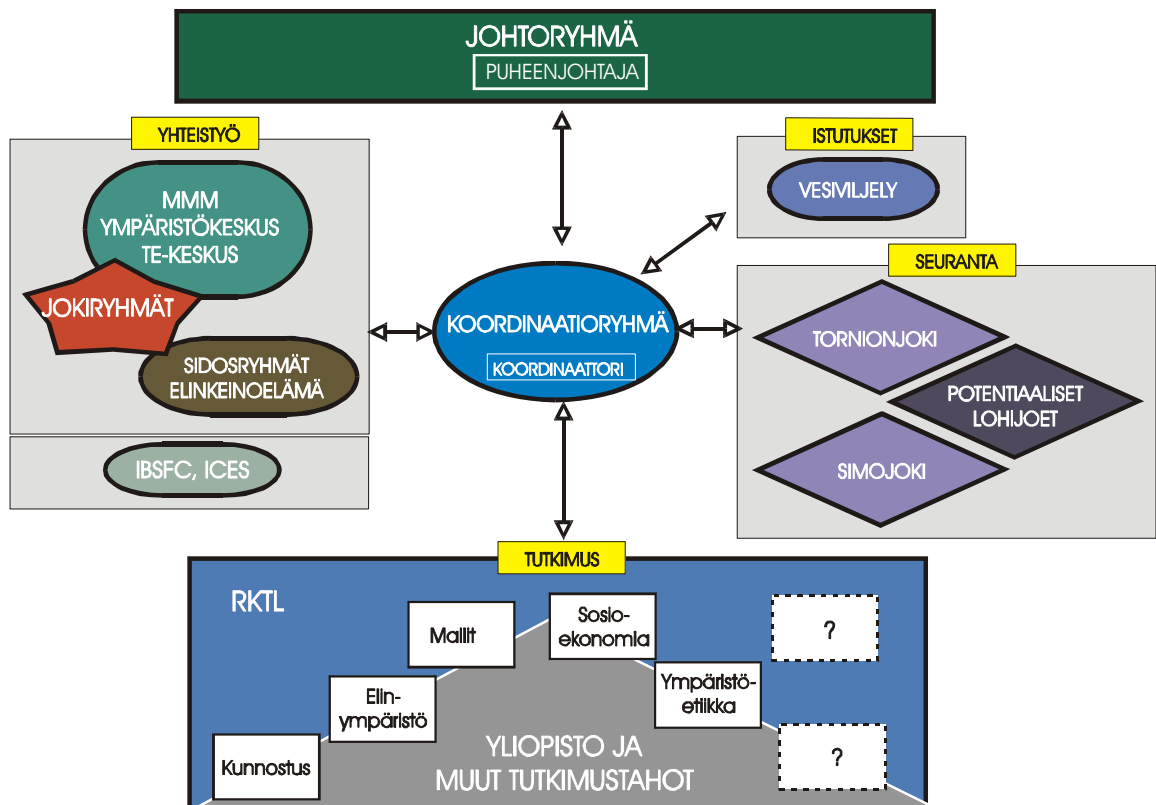 JOHTORYHMÄ
PUHEENJOHTAJA
YHTEISTYÖ
MMM
YMPÄRISTÖKESKUS
TE-KESKUS
JOKIRYHMÄT
SIDOSRYHMÄT
ELINKEINOELÄMÄ
IBSFC, ICES
ISTUTUKSET
VESIVILJELY
KOORDINAATIORYHMÄ
KOORDINAATTORI
SEURANTA
TORNIONJOKI
POTENTIAALISET
LOHIJOET
SIMOJOKI
TUTKIMUS
RKTL
Mallit
Sosio-
ekonomia
?
Elin-
ympäristö
Ympäristö-
etiikka
Kunnostus
YLIOPISTO JA
MUUT TUTKIMUSTAHOT
?